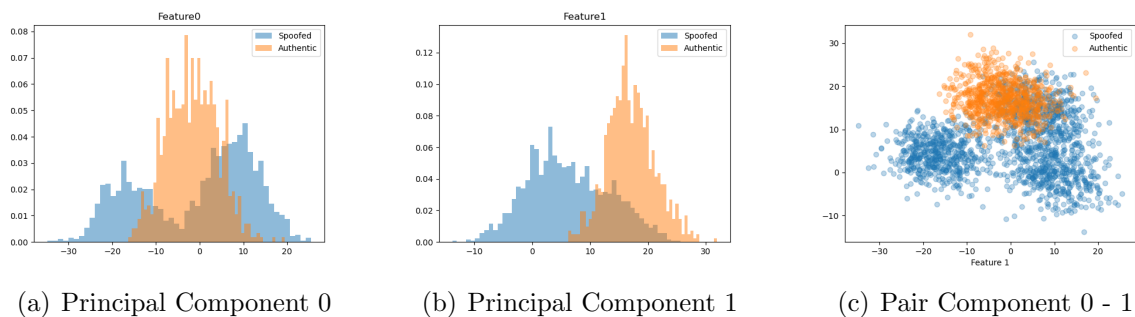 Feature0
Spoofed
Authentic
0.08
0.07
0.06
0.05
0.04
0.03
0.02
0.01
0.00
−30 −20 −10 0 10 20
(a) Principal Component 0
Feature1
Spoofed
Authentic
0.12
0.10
0.08
0.06
0.04
0.02
0.00
−10 0 10 20 30
(b) Principal Component 1
Spoofed
Authentic
30
20
10
0
−10
−30 −20 −10 0 10 20
Feature 1
(c) Pair Component 0 - 1